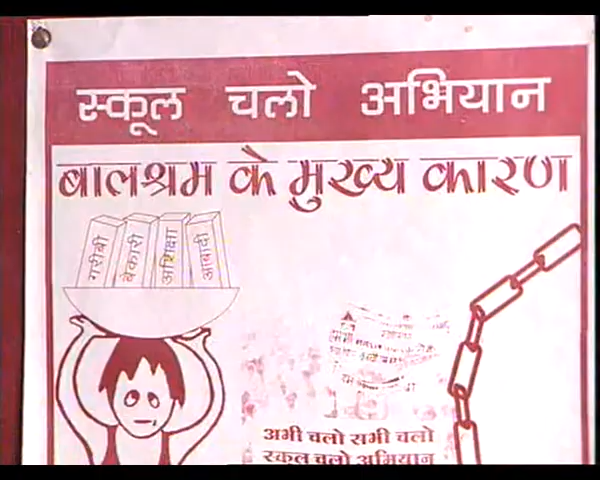 स्कूल चलो अभियान
बालश्रम के मुख्य कारण
गरीबी
बेकारी
अशिक्षा
आबादी
अभी चलो सभी चलो
स्कूल चलो अभियान